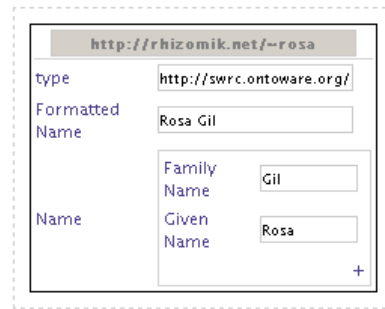 http://rhizomik.net/~rosa
type http://swrc.ontoware.org/
Formatted
Name
Rosa Gil
Family
Name
Gil
Name
Given
Name
Rosa
+